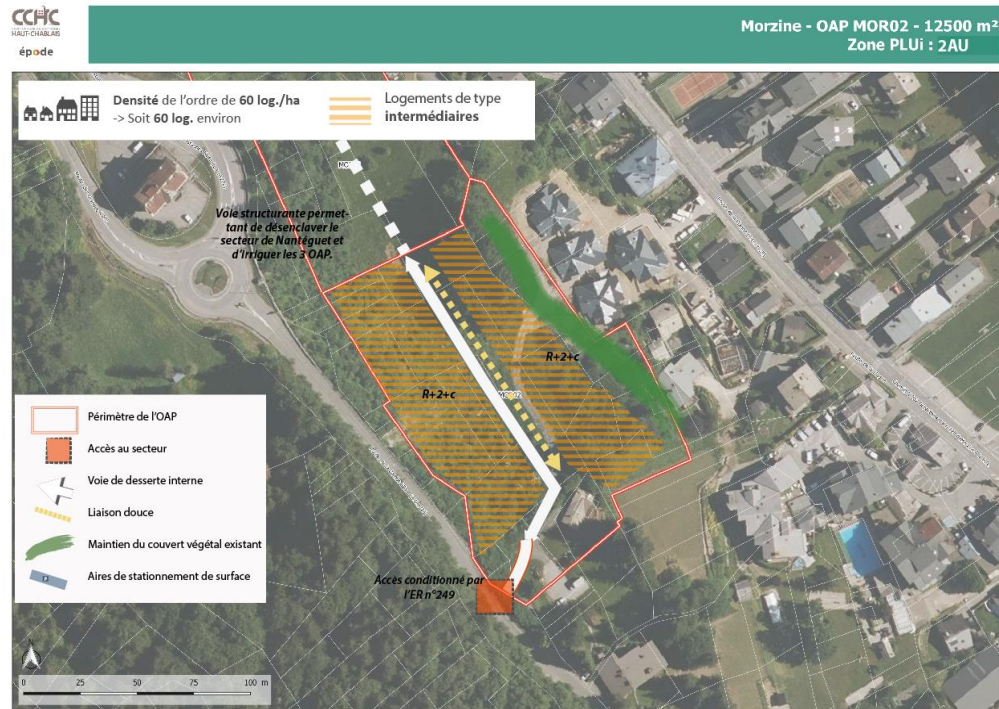 CCHC
HAUT-CHABLAIS
épode
Morzine - OAP MOR02 - 12500 m²
Zone PLUi : 2AU
Densité de l'ordre de 60 log./ha
-> Soit 60 log. environ
Logements de type
intermédiaires
Voie structurante permet-
tant de désenclaver le
secteur de Nantéguet et
d'irriguer les 3 OAP.
R+2+c
R+2+c
Périmètre de l'OAP
Accès au secteur
Voie de desserte interne
Liaison douce
Maintien du couvert végétal existant
Aires de stationnement de surface
Accès conditionné par
l'ER n°249
N
0 25 50 75 100 m